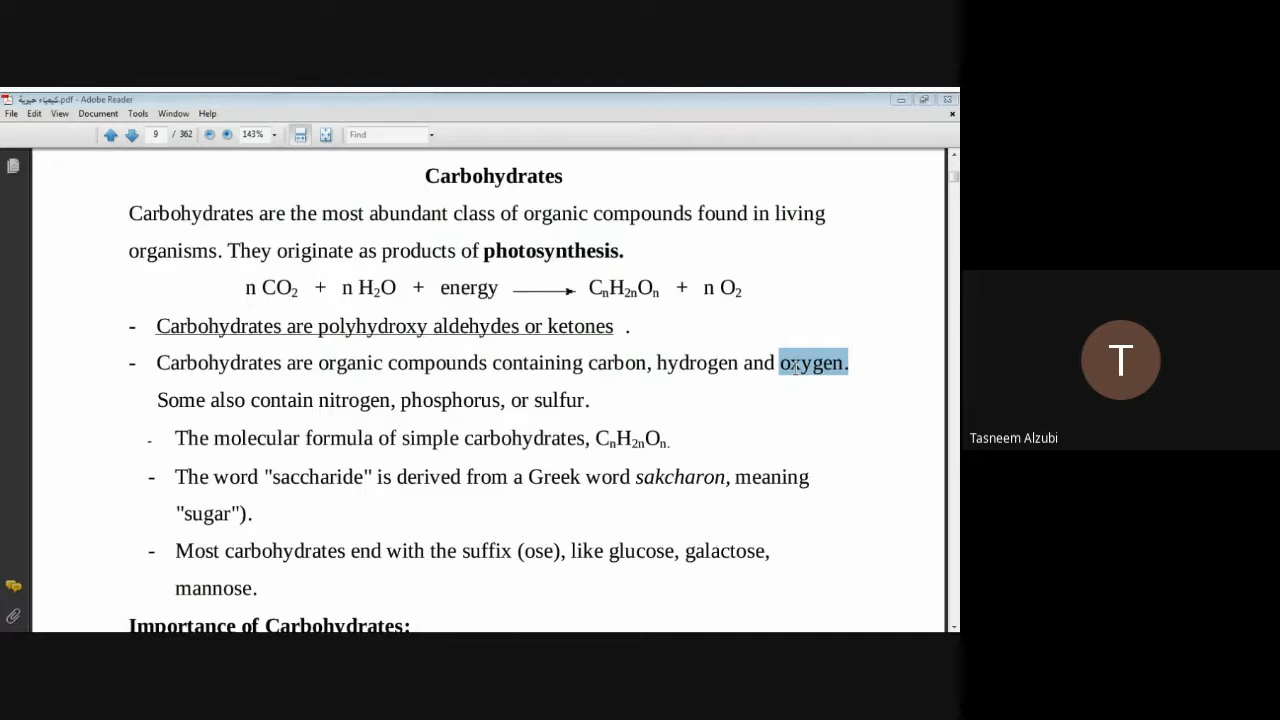 شيمياء حيوية.pdf - Adobe Reader
File Edit View Document Tools Window Help
9 / 362 143% Find
Carbohydrates
Carbohydrates are the most abundant class of organic compounds found in living
organisms. They originate as products of photosynthesis.
n CO₂ + n H₂O + energy ⟶ CₙH₂ₙOₙ + n O₂
- Carbohydrates are polyhydroxy aldehydes or ketones .
- Carbohydrates are organic compounds containing carbon, hydrogen and oxygen.
Some also contain nitrogen, phosphorus, or sulfur.
- The molecular formula of simple carbohydrates, CₙH₂ₙOₙ.
- The word "saccharide" is derived from a Greek word sakcharon, meaning
"sugar").
- Most carbohydrates end with the suffix (ose), like glucose, galactose,
mannose.
Importance of Carbohydrates:
T
Tasneem Alzubi